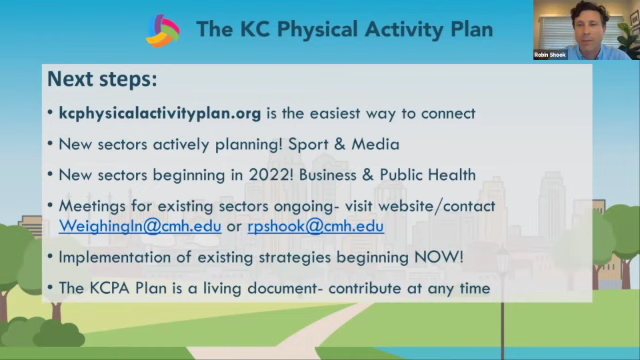 The KC Physical Activity Plan
Robin Shook
Next steps:
• kcphysicalactivityplan.org is the easiest way to connect
• New sectors actively planning! Sport & Media
• New sectors beginning in 2022! Business & Public Health
• Meetings for existing sectors ongoing- visit website/contact
WeighingIn@cmh.edu or rpshook@cmh.edu
• Implementation of existing strategies beginning NOW!
• The KCPA Plan is a living document- contribute at any time